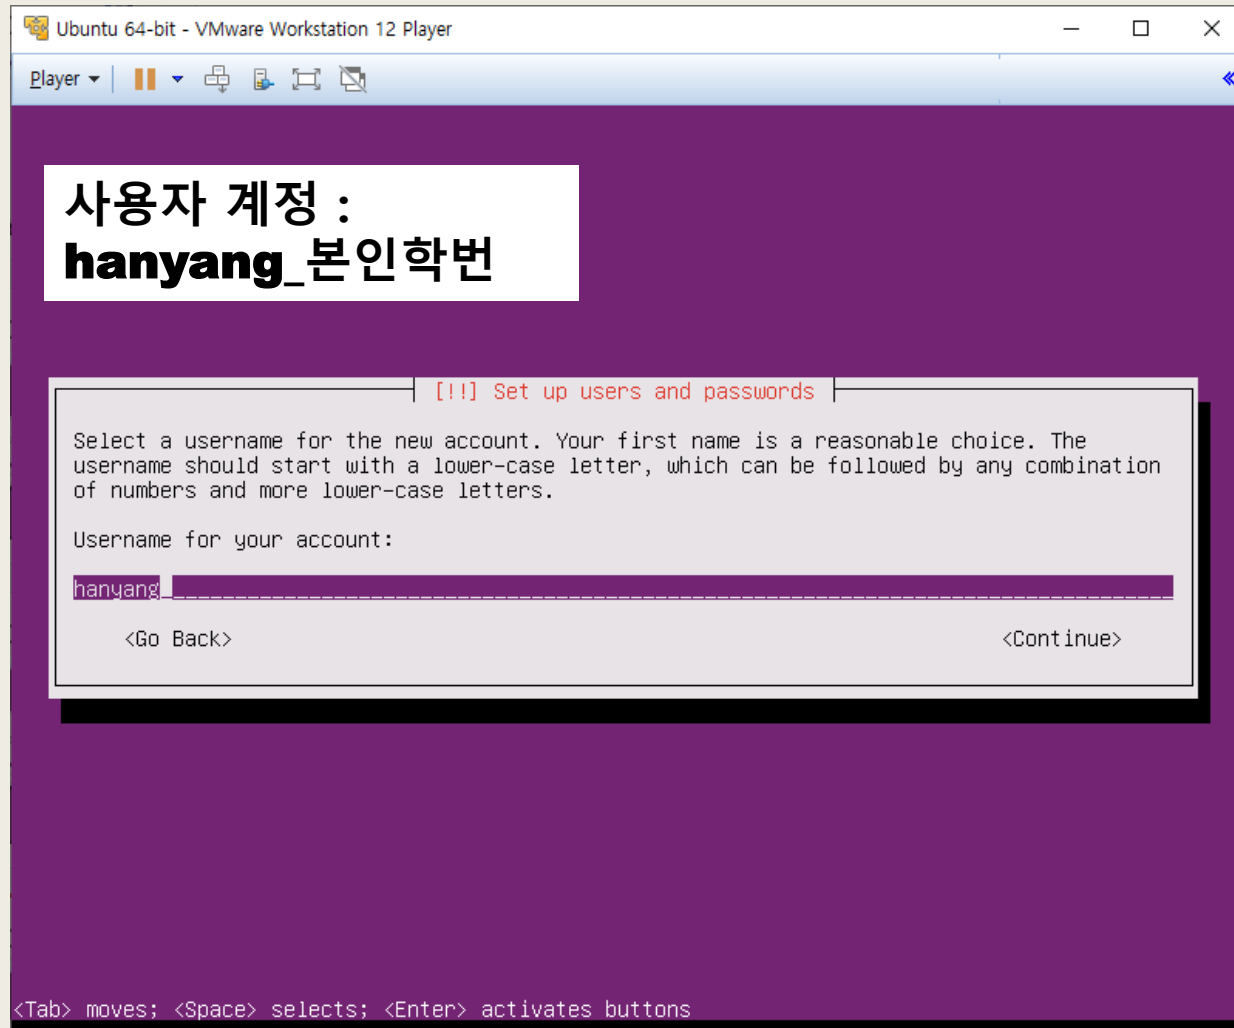 Ubuntu 64-bit - VMware Workstation 12 Player
Player
사용자 계정 :
hanyang_본인학번
[!!] Set up users and passwords
Select a username for the new account. Your first name is a reasonable choice. The
username should start with a lower-case letter, which can be followed by any combination
of numbers and more lower-case letters.
Username for your account:
hanyang
<Go Back> <Continue>
<Tab> moves; <Space> selects; <Enter> activates buttons